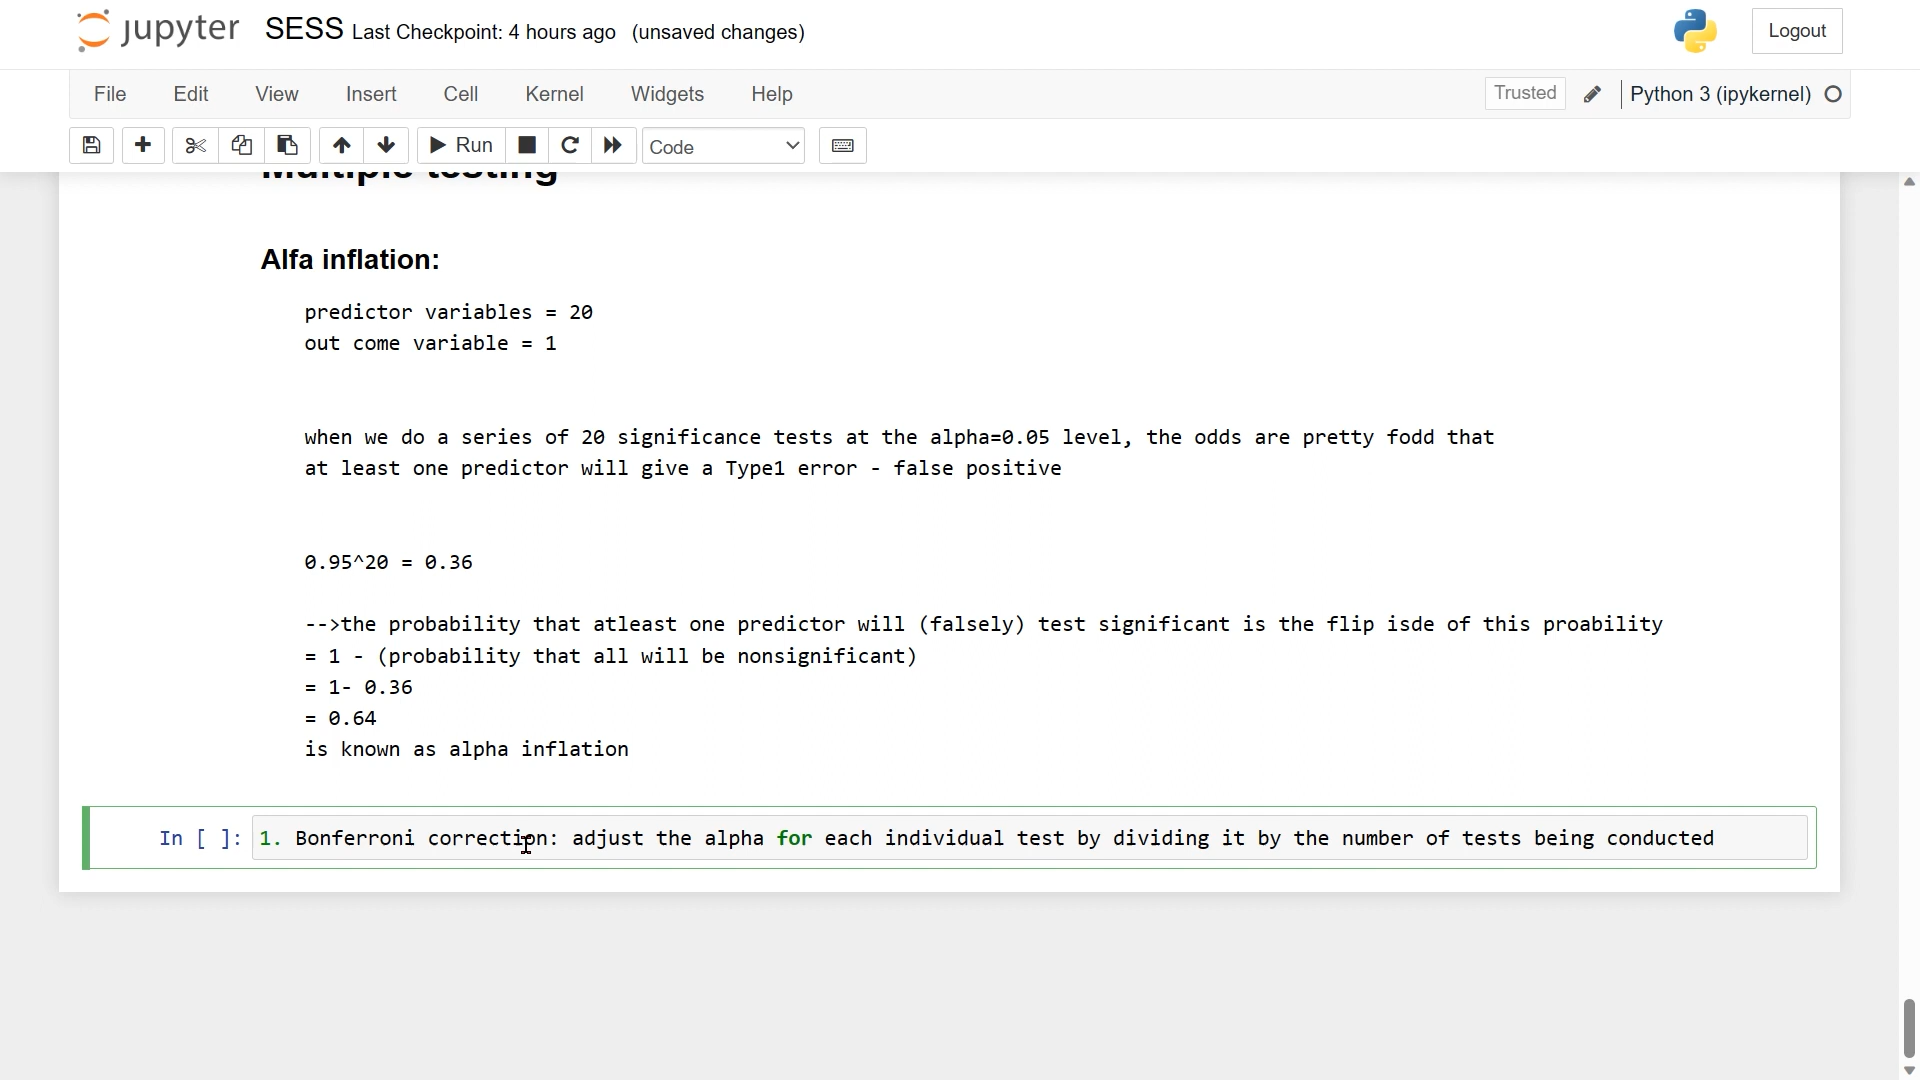 jupyter SESS Last Checkpoint: 4 hours ago (unsaved changes) Logout
File Edit View Insert Cell Kernel Widgets Help Trusted Python 3 (ipykernel)
Run Code
Multiple testing
Alfa inflation:
predictor variables = 20
out come variable = 1
when we do a series of 20 significance tests at the alpha=0.05 level, the odds are pretty fodd that
at least one predictor will give a Type1 error - false positive
0.95^20 = 0.36
-->the probability that atleast one predictor will (falsely) test significant is the flip isde of this proability
= 1 - (probability that all will be nonsignificant)
= 1- 0.36
= 0.64
is known as alpha inflation
In [ ]: 1. Bonferroni correction: adjust the alpha for each individual test by dividing it by the number of tests being conducted